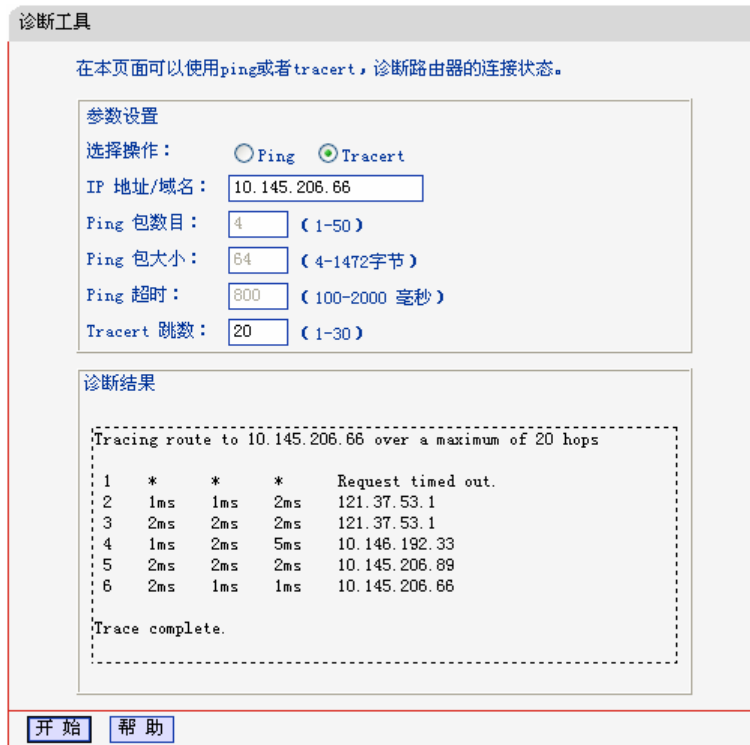 诊断工具
在本页面可以使用ping或者tracert，诊断路由器的连接状态。
参数设置
选择操作： Ping Tracert
IP 地址/域名： 10.145.206.66
Ping 包数目： 4 （1-50）
Ping 包大小： 64 （4-1472字节）
Ping 超时： 800 （100-2000 毫秒）
Tracert 跳数： 20 （1-30）
诊断结果
Tracing route to 10.145.206.66 over a maximum of 20 hops
1 * * * Request timed out.
2 1ms 1ms 2ms 121.37.53.1
3 2ms 2ms 2ms 121.37.53.1
4 1ms 2ms 5ms 10.146.192.33
5 2ms 2ms 2ms 10.145.206.89
6 2ms 1ms 1ms 10.145.206.66
Trace complete.
开 始 帮 助